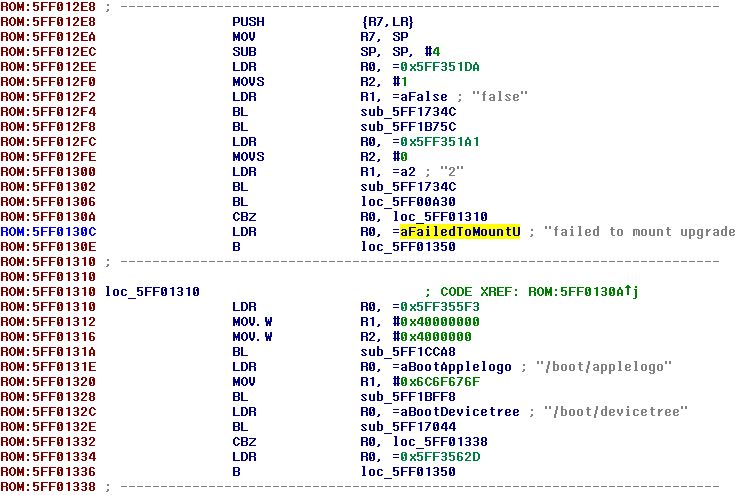 ROM:5FF012E8 ; ---------------------------------------------------------------------------
ROM:5FF012E8 PUSH {R7,LR}
ROM:5FF012EA MOV R7, SP
ROM:5FF012EC SUB SP, SP, #4
ROM:5FF012EE LDR R0, =0x5FF351DA
ROM:5FF012F0 MOVS R2, #1
ROM:5FF012F2 LDR R1, =aFalse ; "false"
ROM:5FF012F4 BL sub_5FF1734C
ROM:5FF012F8 BL sub_5FF1B75C
ROM:5FF012FC LDR R0, =0x5FF351A1
ROM:5FF012FE MOVS R2, #0
ROM:5FF01300 LDR R1, =a2 ; "2"
ROM:5FF01302 BL sub_5FF1734C
ROM:5FF01306 BL loc_5FF00A30
ROM:5FF0130A CBZ R0, loc_5FF01310
ROM:5FF0130C LDR R0, =aFailedToMountU ; "failed to mount upgrade
ROM:5FF0130E B loc_5FF01350
ROM:5FF01310 ; ---------------------------------------------------------------------------
ROM:5FF01310
ROM:5FF01310 loc_5FF01310 ; CODE XREF: ROM:5FF0130A↑j
ROM:5FF01310 LDR R0, =0x5FF355F3
ROM:5FF01312 MOV.W R1, #0x40000000
ROM:5FF01316 MOV.W R2, #0x4000000
ROM:5FF0131A BL sub_5FF1CCA8
ROM:5FF0131E LDR R0, =aBootApplelogo ; "/boot/applelogo"
ROM:5FF01320 MOV R1, #0x6C6F676F
ROM:5FF01328 BL sub_5FF1BFF8
ROM:5FF0132C LDR R0, =aBootDevicetree ; "/boot/devicetree"
ROM:5FF0132E BL sub_5FF17044
ROM:5FF01332 CBZ R0, loc_5FF01338
ROM:5FF01334 LDR R0, =0x5FF3562D
ROM:5FF01336 B loc_5FF01350
ROM:5FF01338 ; ---------------------------------------------------------------------------